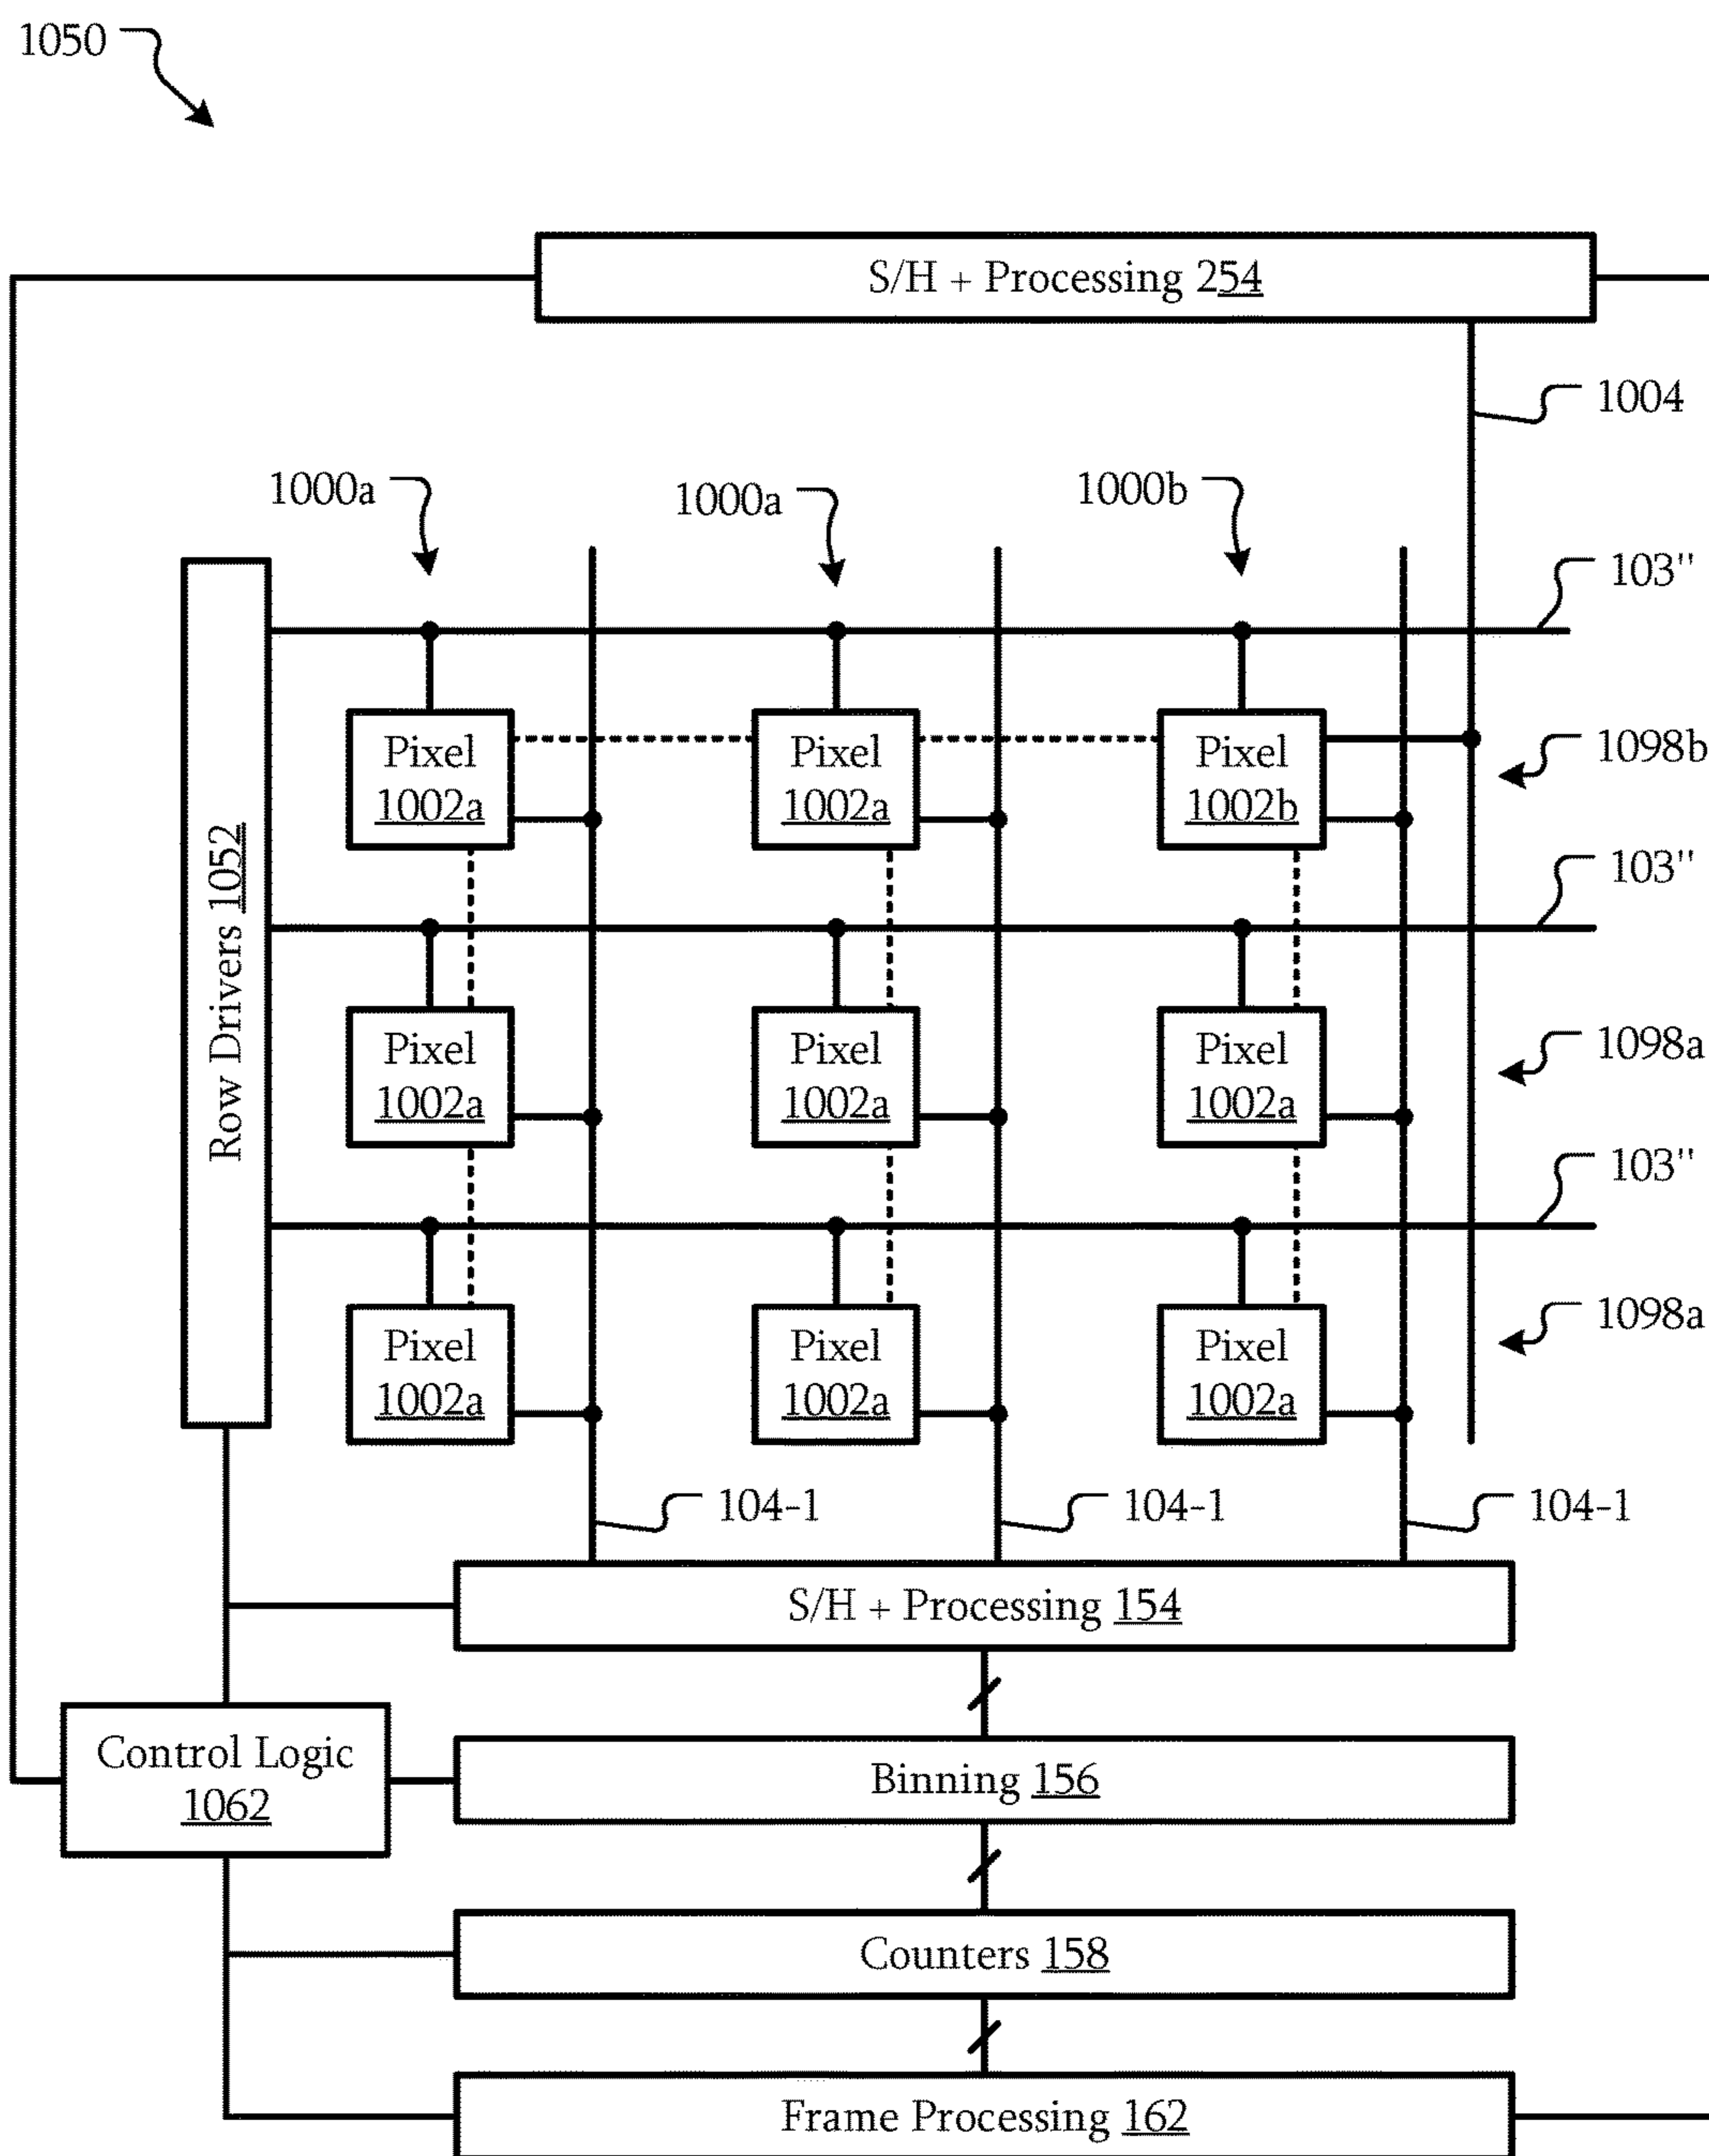 1050
S/H + Processing 254
1004
1000a
1000a
1000b
103"
Pixel
1002a
Pixel
1002a
Pixel
1002b
1098b
103"
Row Drivers 1052
Pixel
1002a
Pixel
1002a
Pixel
1002a
1098a
103"
Pixel
1002a
Pixel
1002a
Pixel
1002a
1098a
104-1
104-1
104-1
S/H + Processing 154
Control Logic
1062
Binning 156
Counters 158
Frame Processing 162